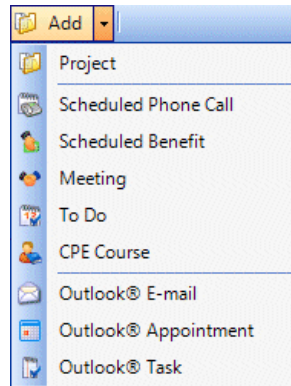 Add
Project
Scheduled Phone Call
Scheduled Benefit
Meeting
To Do
CPE Course
Outlook® E-mail
Outlook® Appointment
Outlook® Task